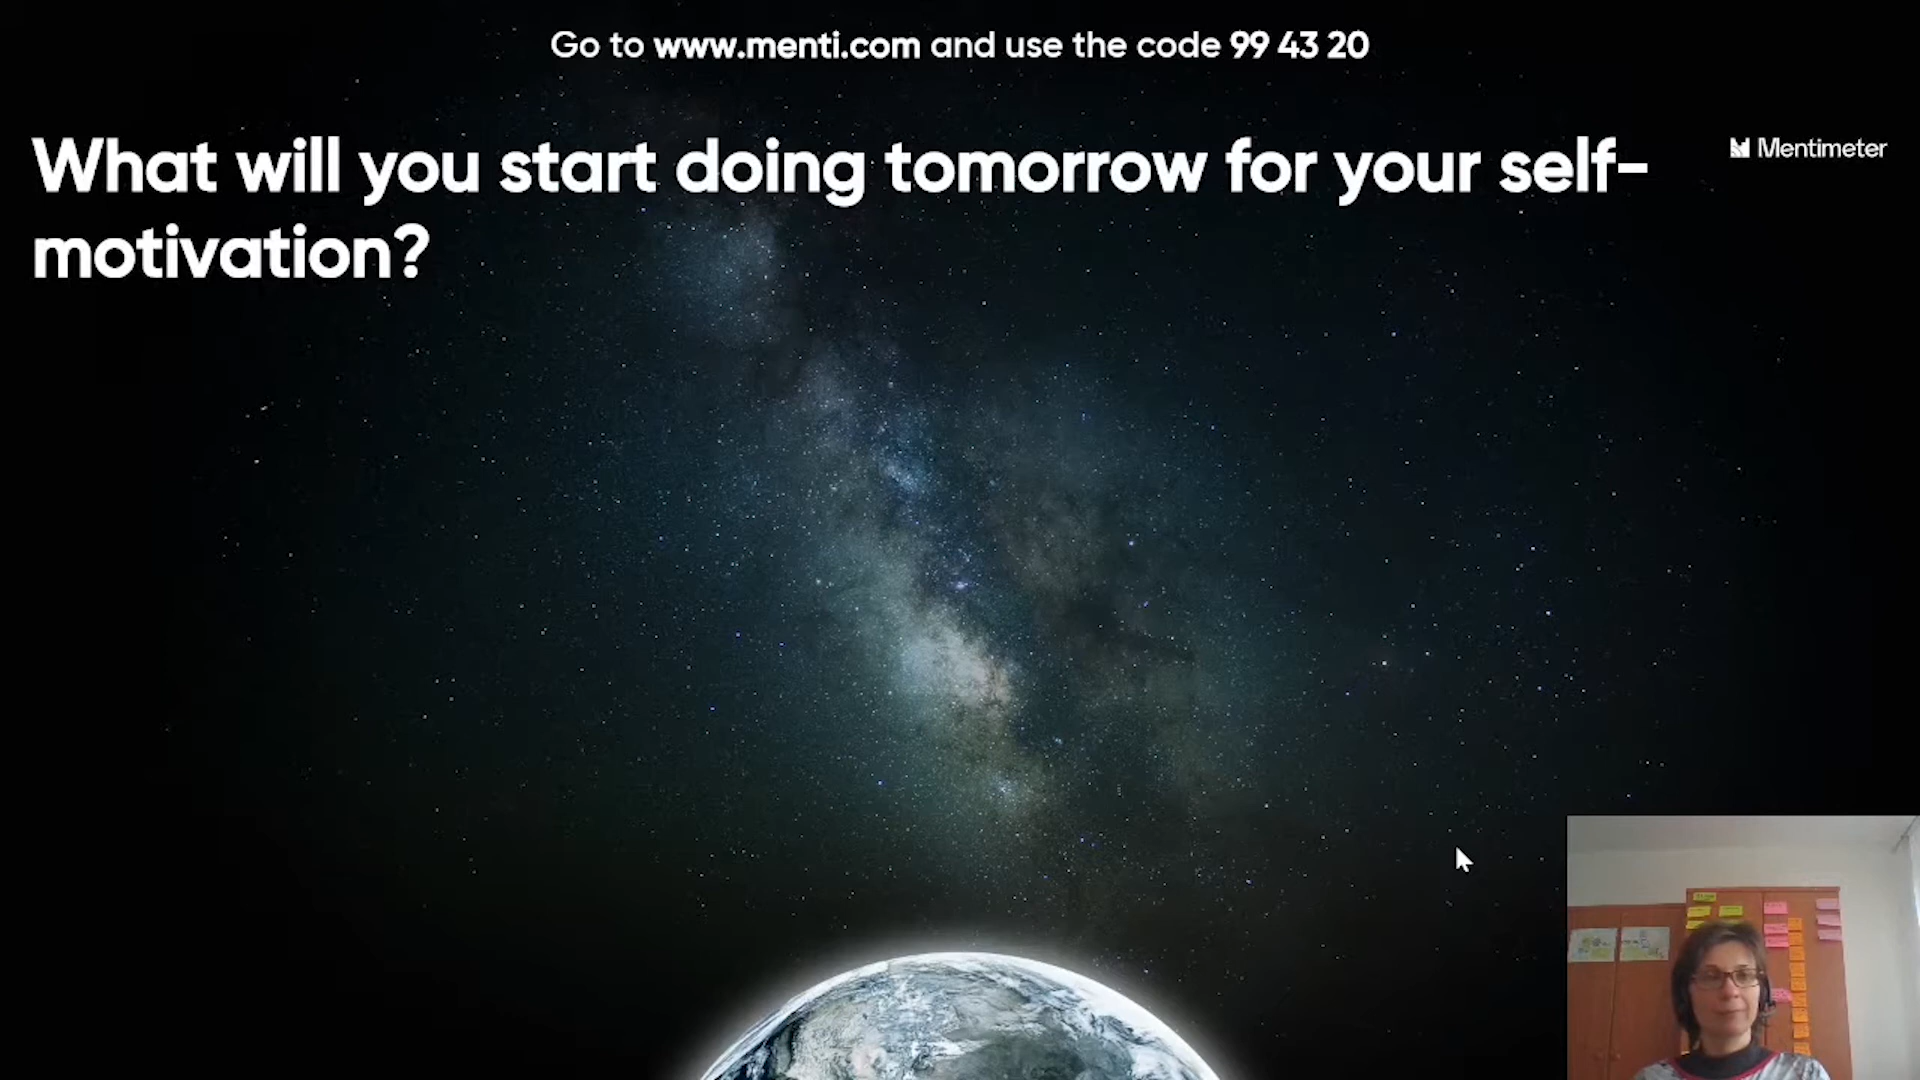 Go to www.menti.com and use the code 99 43 20
What will you start doing tomorrow for your self-
motivation?
Mentimeter